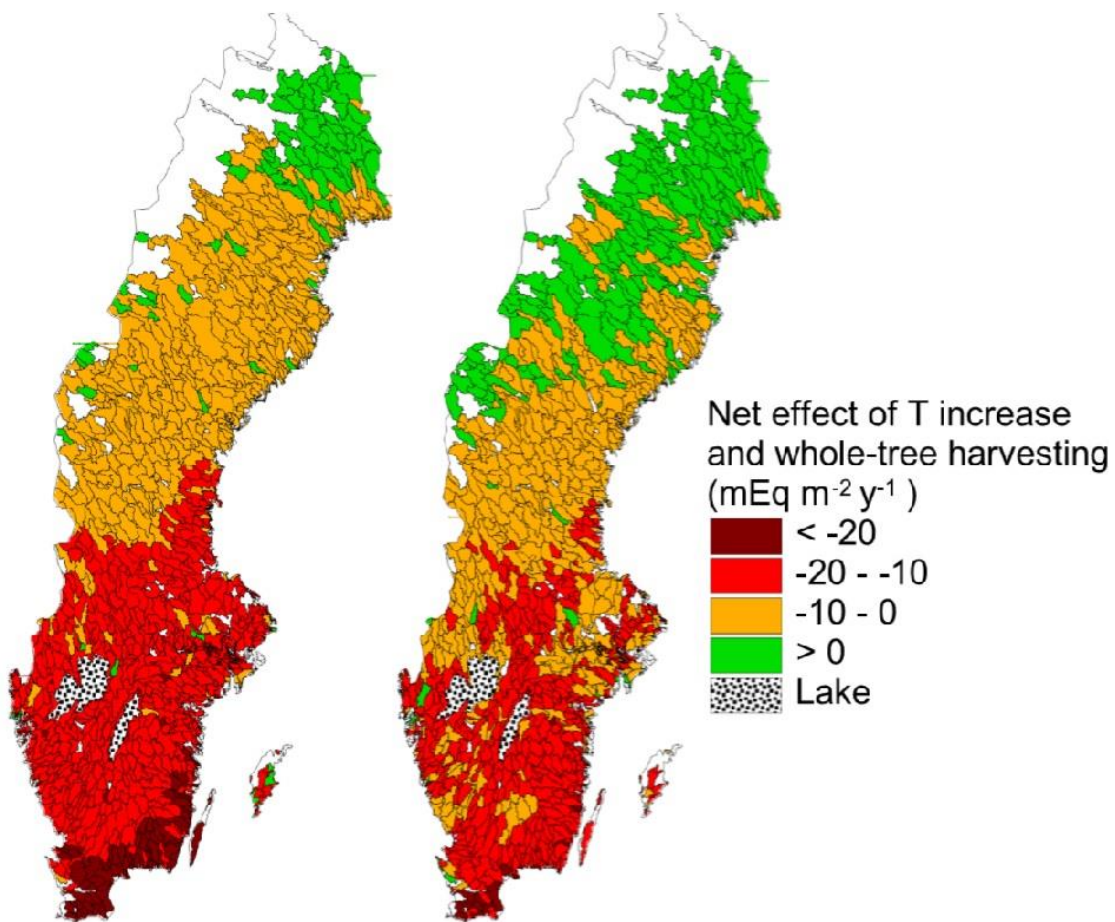 Net effect of T increase
and whole-tree harvesting
(mEq m⁻² y⁻¹ )
< -20
-20 - -10
-10 - 0
> 0
Lake